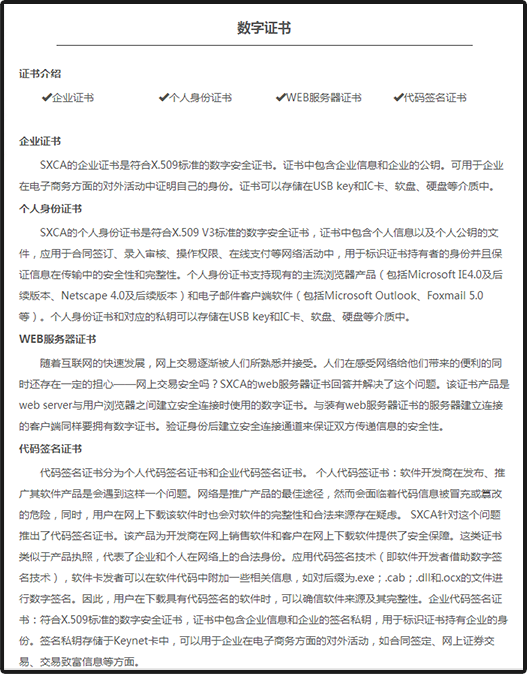 数字证书
证书介绍
✔企业证书 ✔个人身份证书 ✔WEB服务器证书 ✔代码签名证书
企业证书
SXCA的企业证书是符合X.509标准的数字安全证书。证书中包含企业信息和企业的公钥。可用于企业
在电子商务方面的对外活动中证明自己的身份。证书可以存储在USB key和IC卡、软盘、硬盘等介质中。
个人身份证书
SXCA的个人身份证书是符合X.509 V3标准的数字安全证书，证书中包含个人信息以及个人公钥的文
件，应用于合同签订、录入审核、操作权限、在线支付等网络活动中，用于标识证书持有者的身份并且保
证信息在传输中的安全性和完整性。个人身份证书支持现有的主流浏览器产品（包括Microsoft IE4.0及后
续版本、Netscape 4.0及后续版本）和电子邮件客户端软件（包括Microsoft Outlook、Foxmail 5.0
等）。个人身份证书和对应的私钥可以存储在USB key和IC卡、软盘、硬盘等介质中。
WEB服务器证书
随着互联网的快速发展，网上交易逐渐被人们所熟悉并接受。人们在感受网络给他们带来的便利的同
时还存在一定的担心——网上交易安全吗？SXCA的web服务器证书回答并解决了这个问题。该证书产品是
web server与用户浏览器之间建立安全连接时使用的数字证书。与装有web服务器证书的服务器建立连接
的客户端同样要拥有数字证书。验证身份后建立安全连接通道来保证双方传递信息的安全性。
代码签名证书
代码签名证书分为个人代码签名证书和企业代码签名证书。 个人代码签证书：软件开发商在发布、推
广其软件产品是会遇到这样一个问题。网络是推广产品的最佳途径，然而会面临着代码信息被冒充或篡改
的危险，同时，用户在网上下载该软件时也会对软件的完整性和合法来源存在疑虑。 SXCA针对这个问题
推出了代码签名证书。该产品为开发商在网上销售软件和客户在网上下载软件提供了安全保障。这类证书
类似于产品执照，代表了企业和个人在网络上的合法身份。应用代码签名技术（即软件开发者借助数字签
名技术），软件卡发者可以在软件代码中附加一些相关信息，如对后缀为.exe；.cab；.dll和.ocx的文件进
行数字签名。因此，用户在下载具有代码签名的软件时，可以确信软件来源及其完整性。企业代码签名证
书：符合X.509标准的数字安全证书，证书中包含企业信息和企业的签名私钥，用于标识证书持有企业的身
份。签名私钥存储于Keynet卡中，可以用于企业在电子商务方面的对外活动，如合同签定、网上证券交
易、交易致富信息等方面。